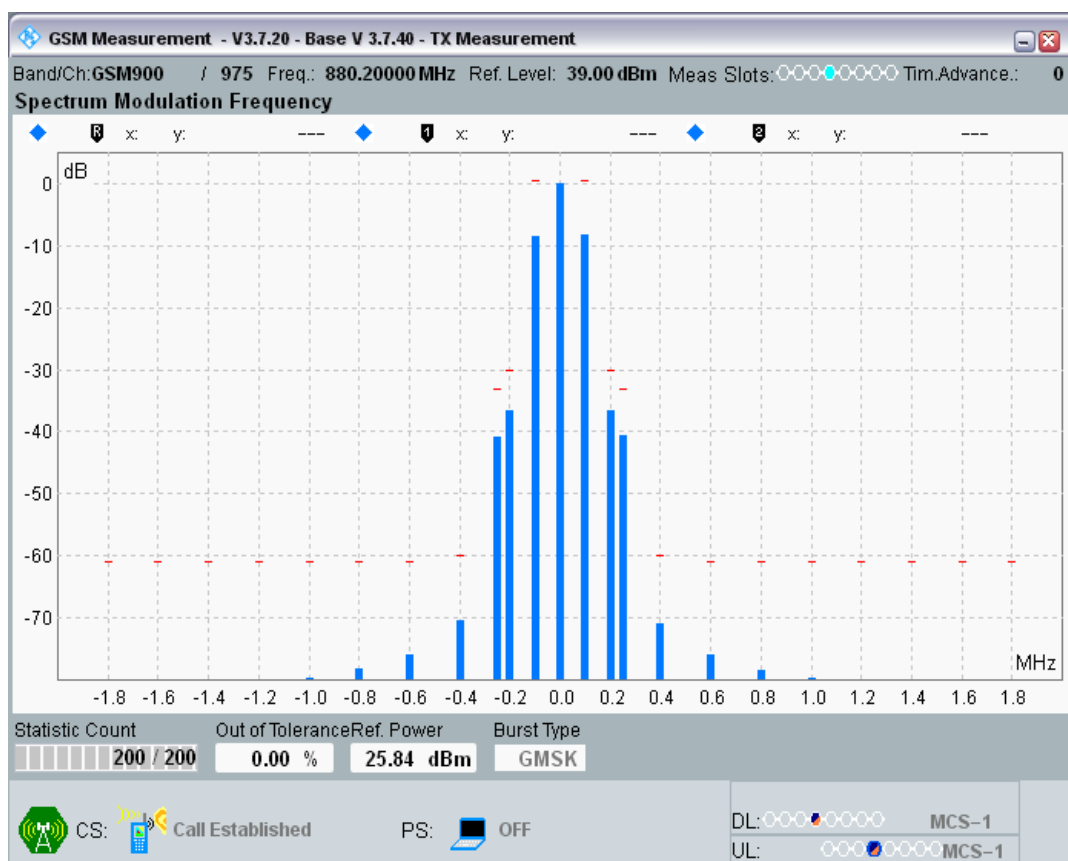 GSM Measurement - V3.7.20 - Base V 3.7.40 - TX Measurement
Band/Ch:GSM900 / 975 Freq.: 880.20000 MHz Ref. Level: 39.00 dBm Meas Slots: Tim.Advance.: 0
Spectrum Modulation Frequency
R x: y: --- 1 x: y: --- 2 x: y: ---
dB
0
-10
-20
-30
-40
-50
-60
-70
MHz
-1.8 -1.6 -1.4 -1.2 -1.0 -0.8 -0.6 -0.4 -0.2 0.0 0.2 0.4 0.6 0.8 1.0 1.2 1.4 1.6 1.8
Statistic Count Out of Tolerance Ref. Power Burst Type
200 / 200 0.00 % 25.84 dBm GMSK
CS: Call Established PS: OFF
DL: MCS-1
UL: MCS-1